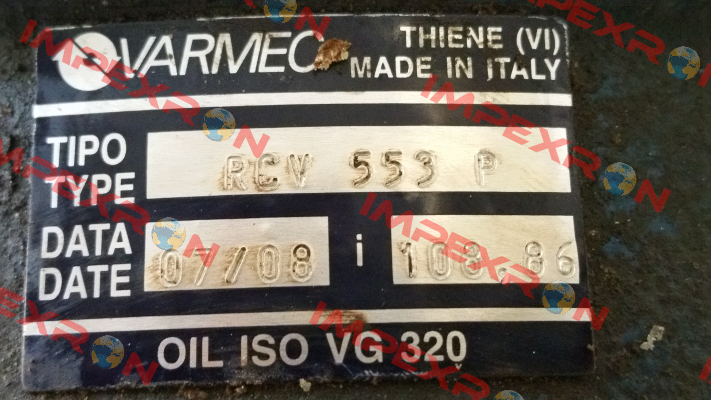 VARMEC
THIENE (VI)
MADE IN ITALY
TIPO
TYPE
RCV 553 P
DATA
DATE
07/08
i
108.86
OIL ISO VG 320
IMPEXRON